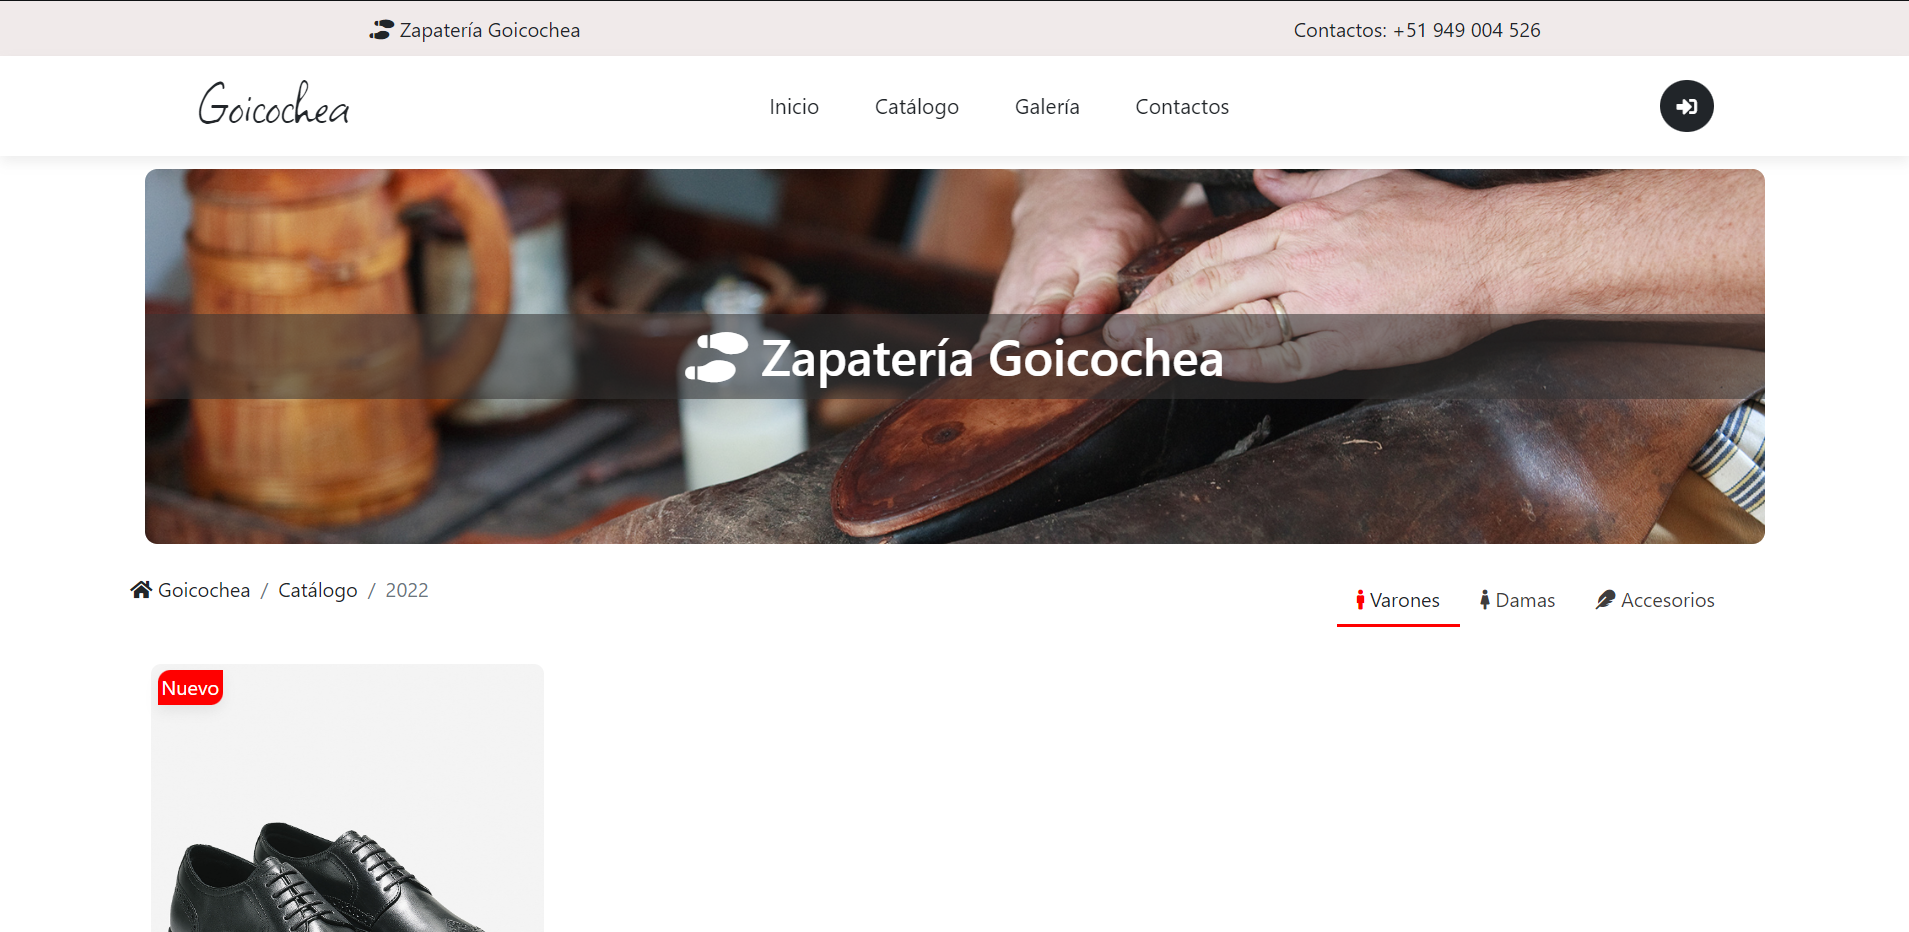 Zapatería Goicochea
Contactos: +51 949 004 526
Goicochea
Inicio
Catálogo
Galería
Contactos
Zapatería Goicochea
Goicochea / Catálogo / 2022
Varones
Damas
Accesorios
Nuevo